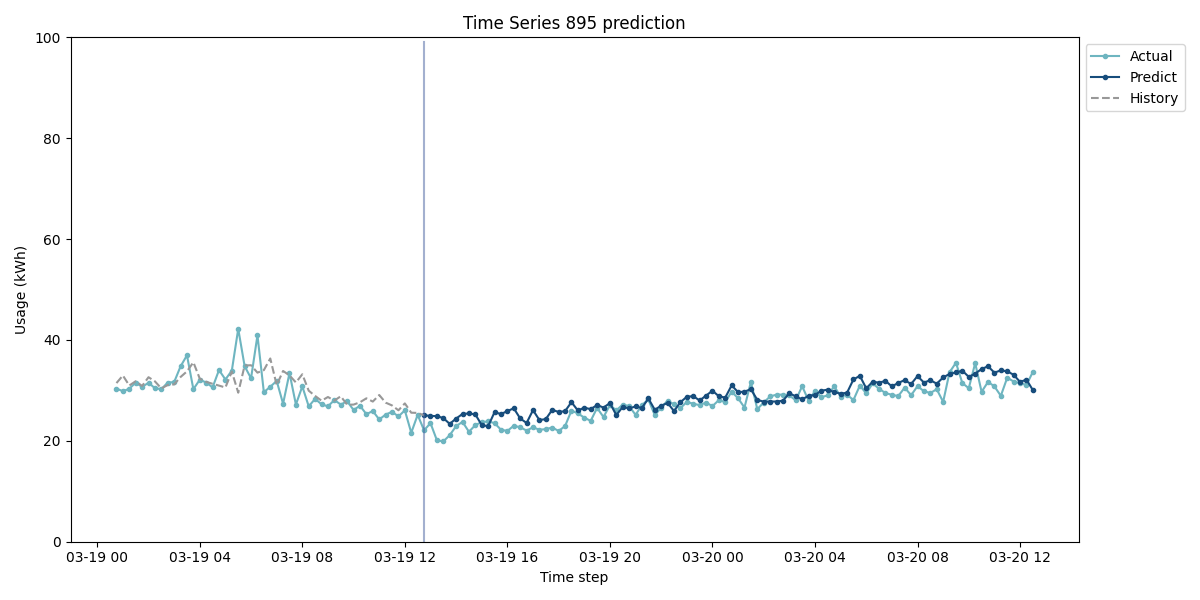 Time Series 895 prediction
100
80
60
40
20
0
Usage (kWh)
03-19 00 03-19 04 03-19 08 03-19 12 03-19 16 03-19 20 03-20 00 03-20 04 03-20 08 03-20 12
Time step
Actual
Predict
History